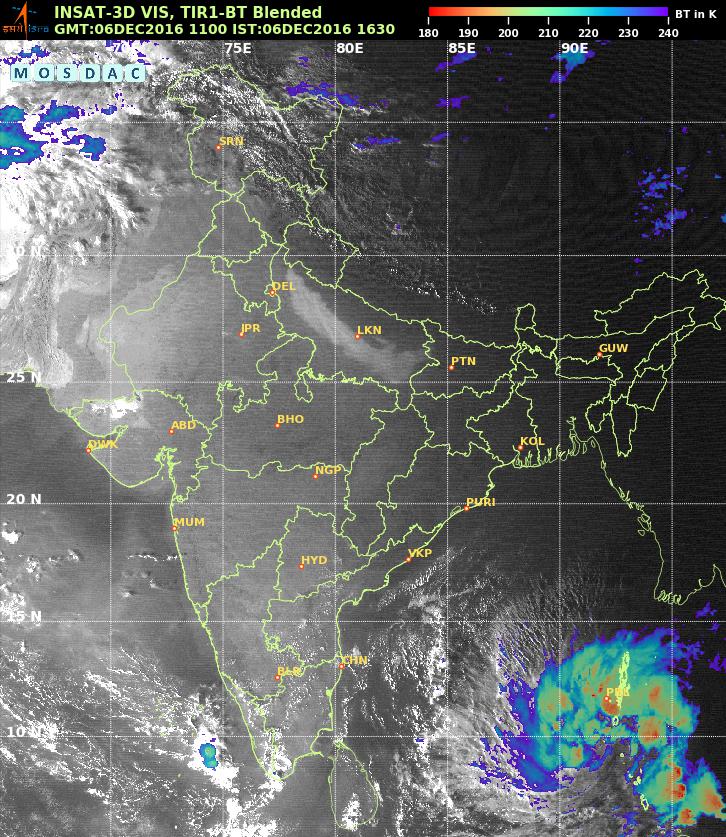 INSAT-3D VIS, TIR1-BT Blended
GMT:06DEC2016 1100 IST:06DEC2016 1630
BT in K
180 190 200 210 220 230 240
75E 80E 85E 90E
M O S D A C
SRN
DEL
JPR LKN
GUW
PTN
25 N
BHO
ABD
DWK
KOL
NGP
20 N
PURI
MUM
VKP
HYD
15 N
CHN
BLR
10 N